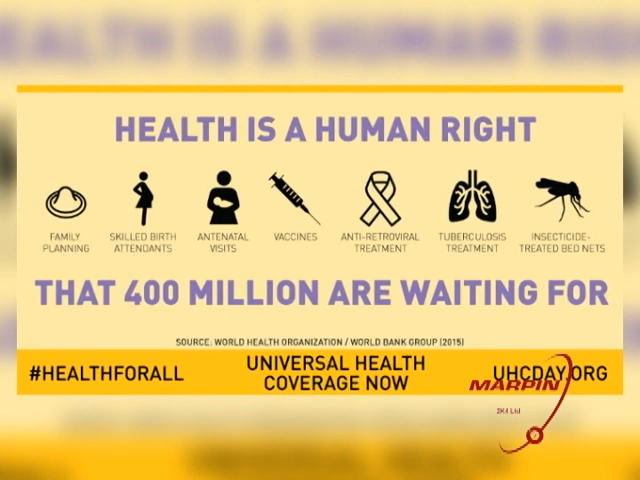 HEALTH IS A HUMAN RIGHT
FAMILY PLANNING
SKILLED BIRTH ATTENDANTS
ANTENATAL VISITS
VACCINES
ANTI-RETROVIRAL TREATMENT
TUBERCULOSIS TREATMENT
INSECTICIDE-TREATED BED NETS
THAT 400 MILLION ARE WAITING FOR
SOURCE: WORLD HEALTH ORGANIZATION / WORLD BANK GROUP (2015)
#HEALTHFORALL
UNIVERSAL HEALTH
COVERAGE NOW
UHCDAY.ORG
MARPIN
2K4 Ltd